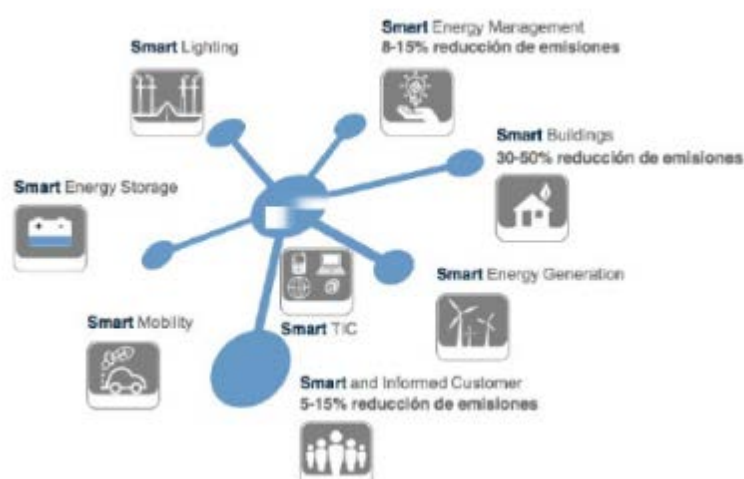 Smart Energy Management
8-15% reducción de emisiones
Smart Lighting
Smart Buildings
30-50% reducción de emisiones
Smart Energy Storage
Smart Energy Generation
Smart Mobility
@
Smart TIC
Smart and Informed Customer
5-15% reducción de emisiones